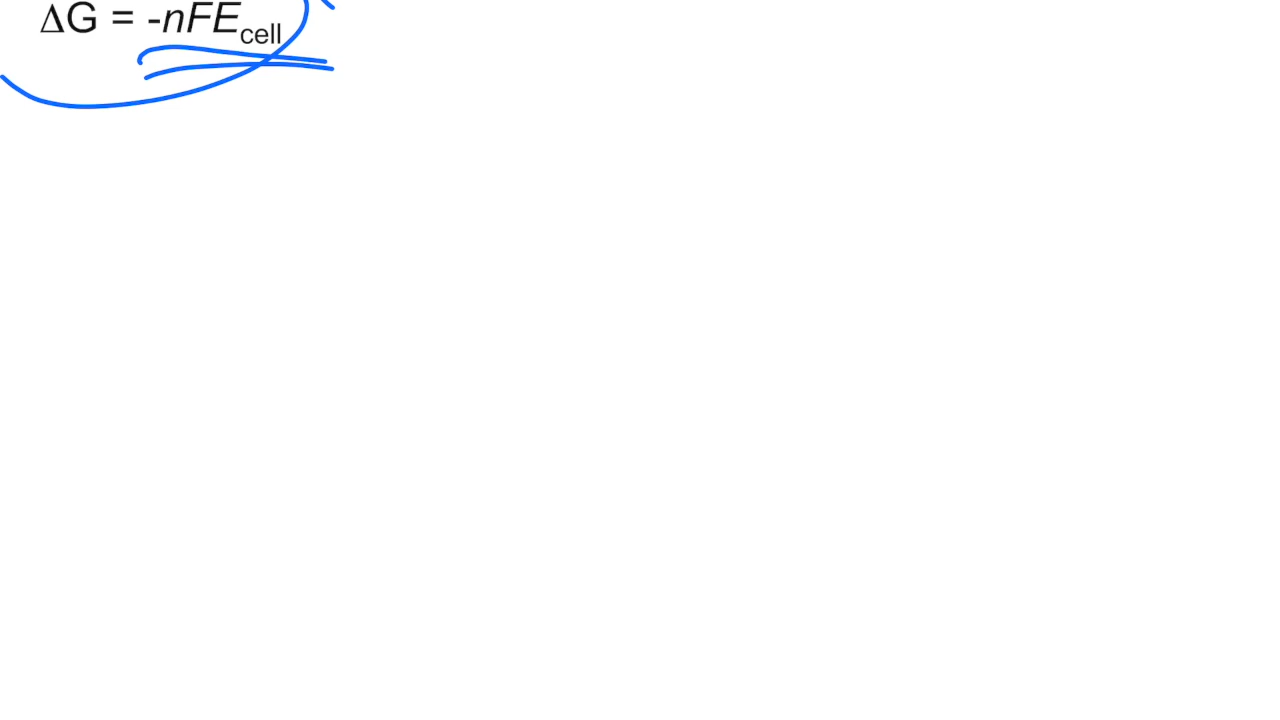 ΔG = -nFEcell